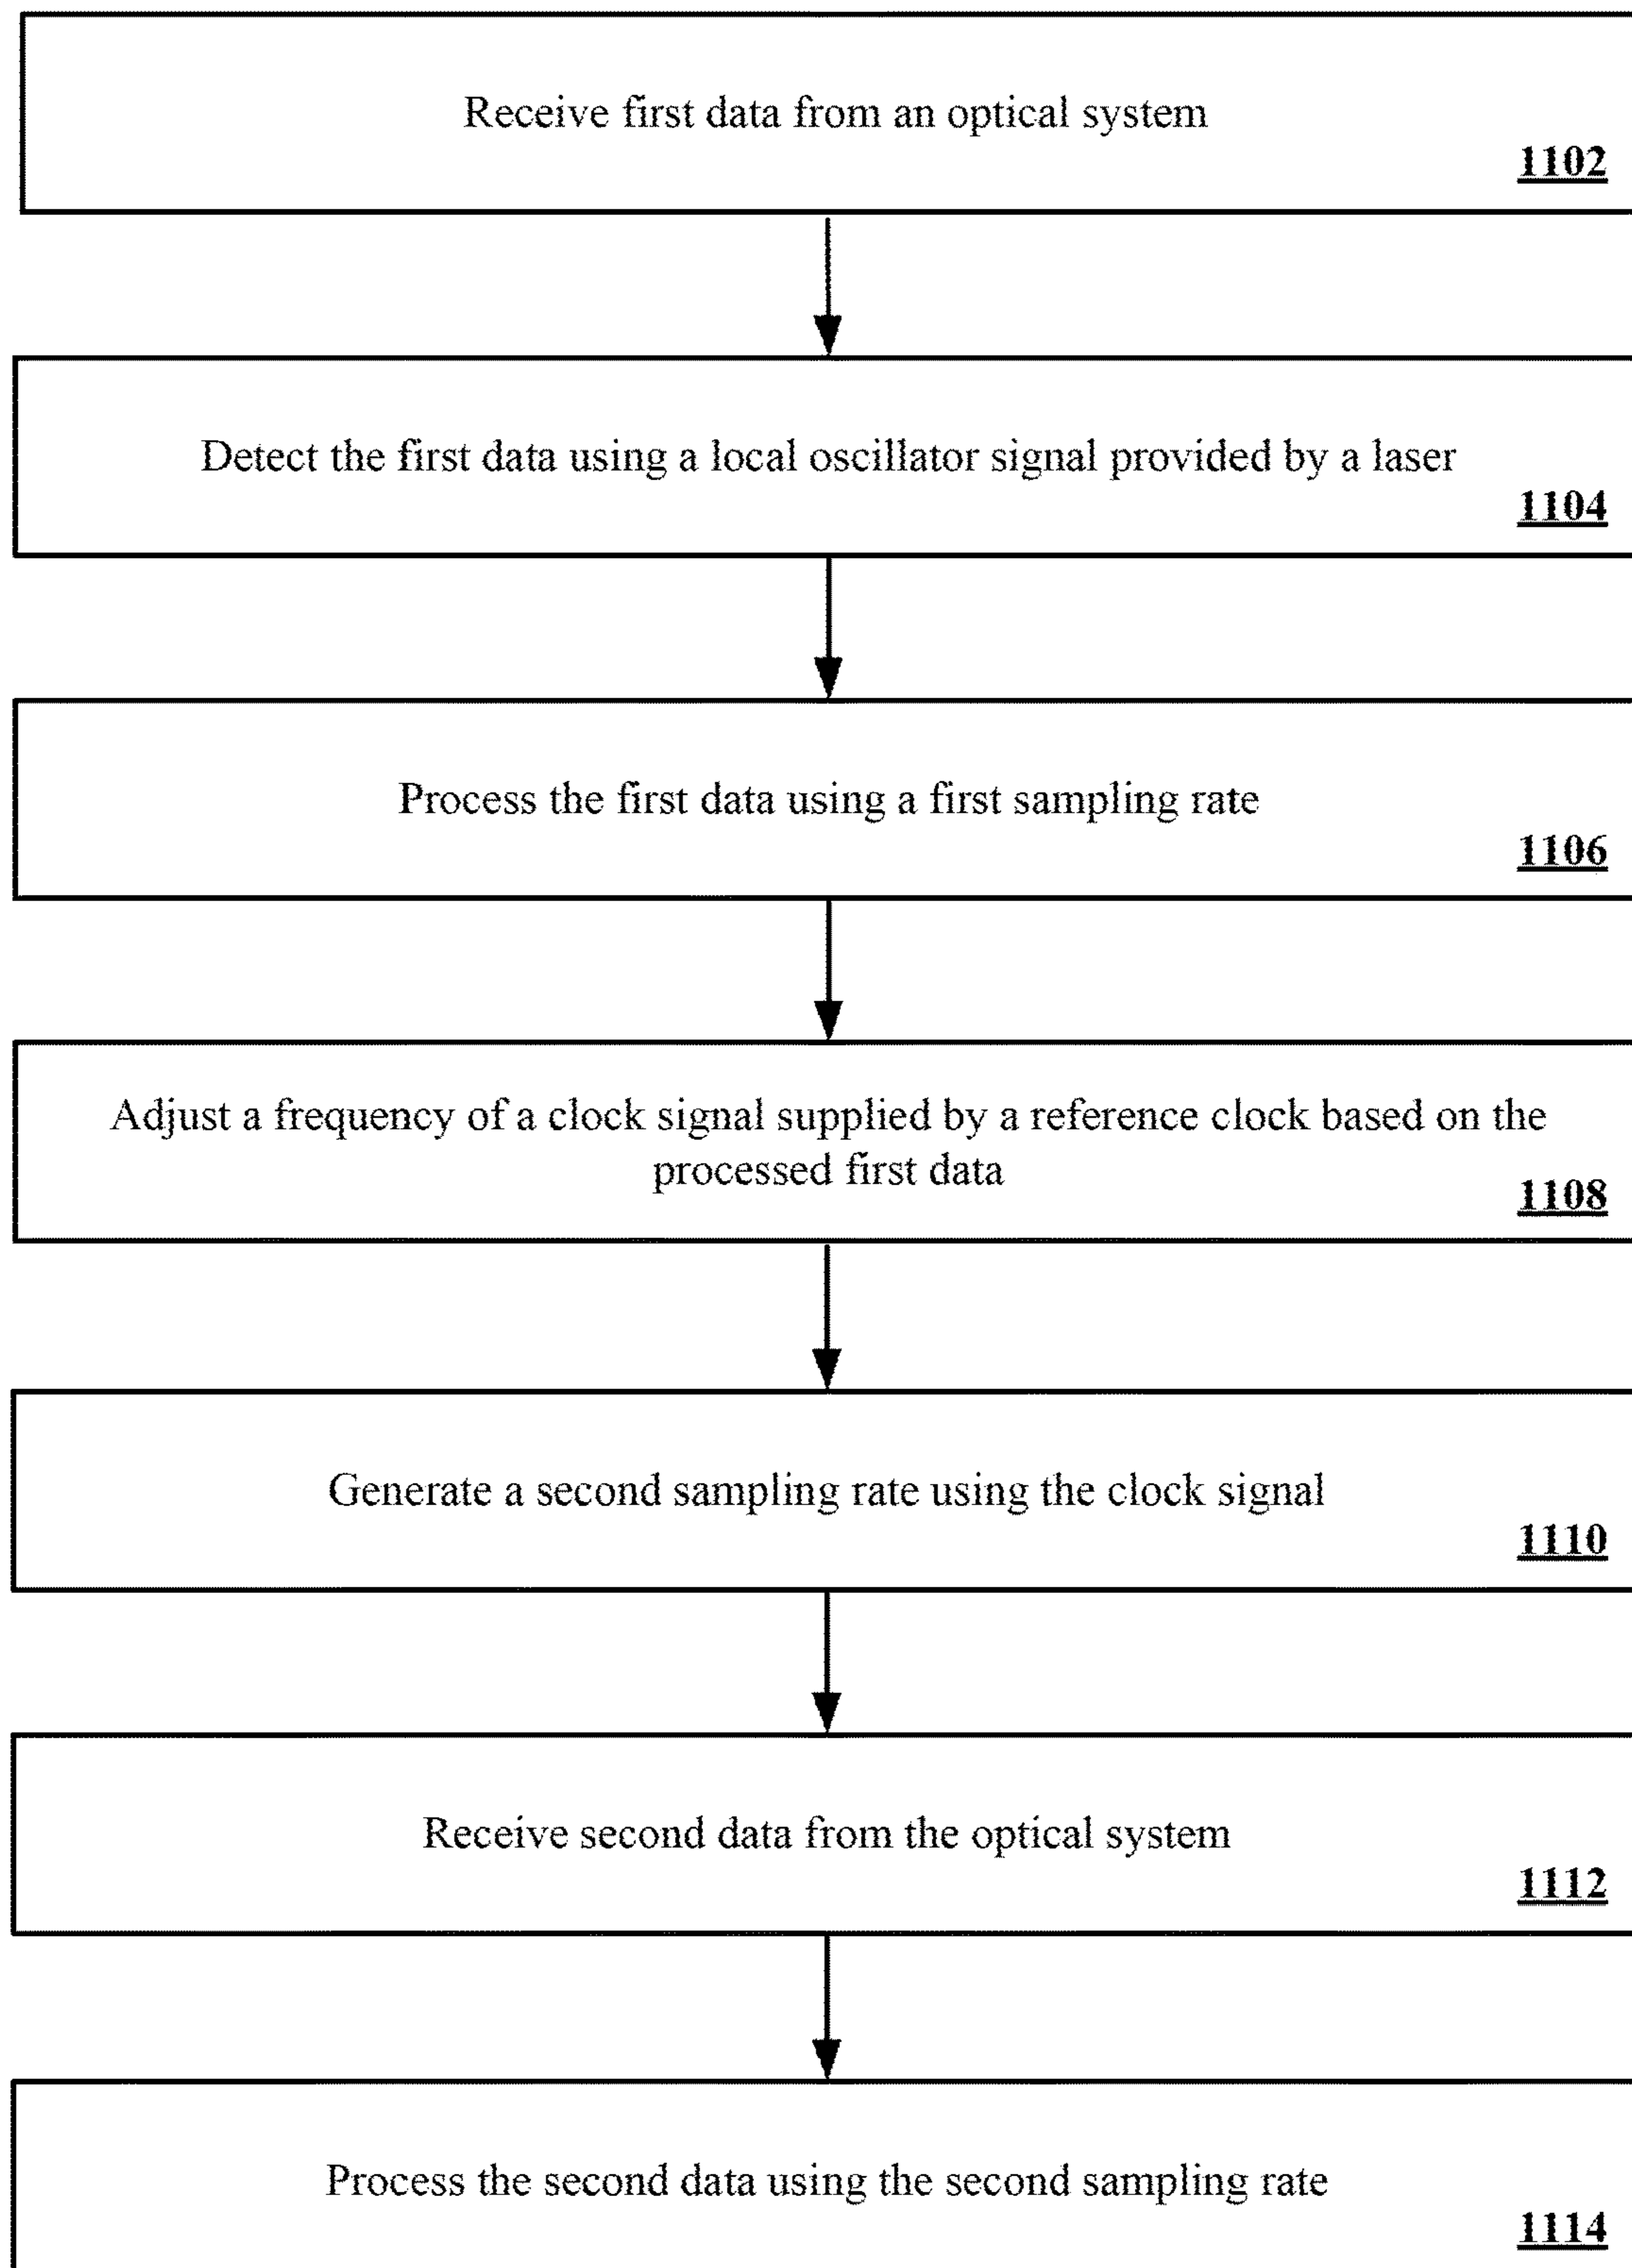 Receive first data from an optical system
1102
Detect the first data using a local oscillator signal provided by a laser
1104
Process the first data using a first sampling rate
1106
Adjust a frequency of a clock signal supplied by a reference clock based on the
processed first data
1108
Generate a second sampling rate using the clock signal
1110
Receive second data from the optical system
1112
Process the second data using the second sampling rate
1114